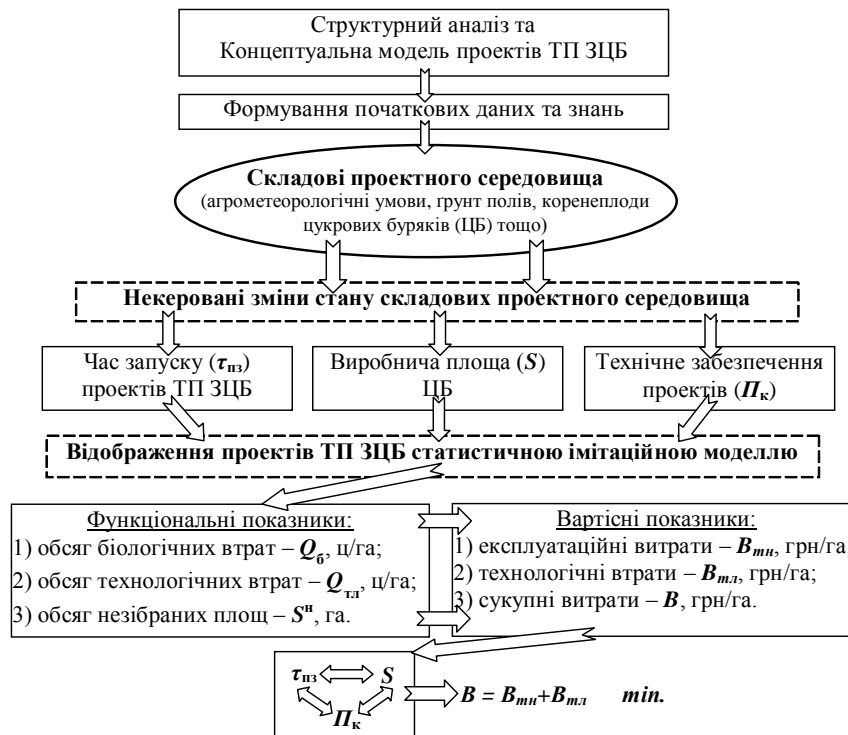 Структурний аналіз та
Концептуальна модель проектів ТП ЗЦБ
Формування початкових даних та знань
Складові проектного середовища
(агрометеорологічні умови, ґрунт полів, коренеплоди
цукрових буряків (ЦБ) тощо)
Некеровані зміни стану складових проектного середовища
Час запуску (τпз)
проектів ТП ЗЦБ
Виробнича площа (S)
ЦБ
Технічне забезпечення
проектів (Пк)
Відображення проектів ТП ЗЦБ статистичною імітаційною моделлю
Функціональні показники:
1) обсяг біологічних втрат – Qб, ц/га;
2) обсяг технологічних втрат – Qтл, ц/га;
3) обсяг незібраних площ – Sн, га.
Вартісні показники:
1) експлуатаційні витрати – Bтн, грн/га
2) технологічні втрати – Bтл, грн/га;
3) сукупні витрати – B, грн/га.
τпз S
Пк
B = Bтн+Bтл min.